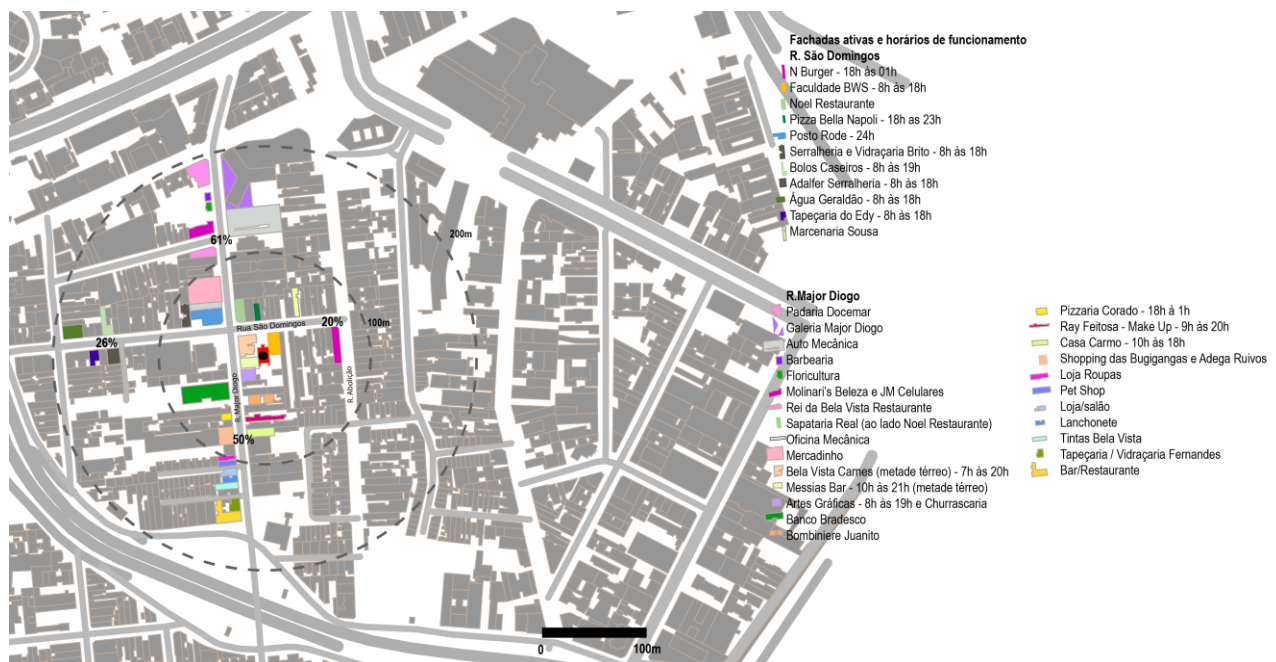 Fachadas ativas e horários de funcionamento
R. São Domingos
N Burger - 18h às 01h
Faculdade BWS - 8h às 18h
Noel Restaurante
Pizza Bella Napoli - 18h as 23h
Posto Rode - 24h
Serralheria e Vidraçaria Brito - 8h às 18h
Bolos Caseiros - 8h às 19h
Adalfer Serralheria - 8h às 18h
Água Geraldão - 8h às 18h
Tapeçaria do Edy - 8h às 18h
Marcenaria Sousa
R.Major Diogo
Padaria Docemar
Galeria Major Diogo
Auto Mecânica
Barbearia
Floricultura
Molinari's Beleza e JM Celulares
Rei da Bela Vista Restaurante
Sapataria Real (ao lado Noel Restaurante)
Oficina Mecânica
Mercadinho
Bela Vista Carnes (metade térreo) - 7h às 20h
Messias Bar - 10h às 21h (metade térreo)
Artes Gráficas - 8h às 19h e Churrascaria
Banco Bradesco
Bombiniere Juanito
Pizzaria Corado - 18h à 1h
Ray Feitosa - Make Up - 9h às 20h
Casa Carmo - 10h às 18h
Shopping das Bugigangas e Adega Ruivos
Loja Roupas
Pet Shop
Loja/salão
Lanchonete
Tintas Bela Vista
Tapeçaria / Vidraçaria Fernandes
Bar/Restaurante
61%
200m
Rua São Domingos
20%
100m
26%
R. Major Diogo
R. Abolição
50%
0
100m